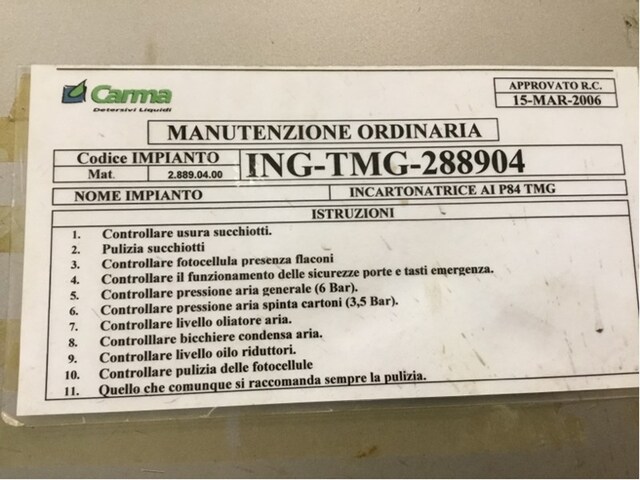 Carma
Detersivi Liquidi
APPROVATO R.C.
15-MAR-2006
MANUTENZIONE ORDINARIA
Codice IMPIANTO
ING-TMG-288904
Mat. 2.889.04.00
NOME IMPIANTO INCARTONATRICE AI P84 TMG
ISTRUZIONI
1. Controllare usura succhiotti.
2. Pulizia succhiotti
3. Controllare fotocellula presenza flaconi
4. Controllare il funzionamento delle sicurezze porte e tasti emergenza.
5. Controllare pressione aria generale (6 Bar).
6. Controllare pressione aria spinta cartoni (3,5 Bar).
7. Controllare livello oliatore aria.
8. Controlllare bicchiere condensa aria.
9. Controllare livello oilo riduttori.
10. Controllare pulizia delle fotocellule
11. Quello che comunque si raccomanda sempre la pulizia.